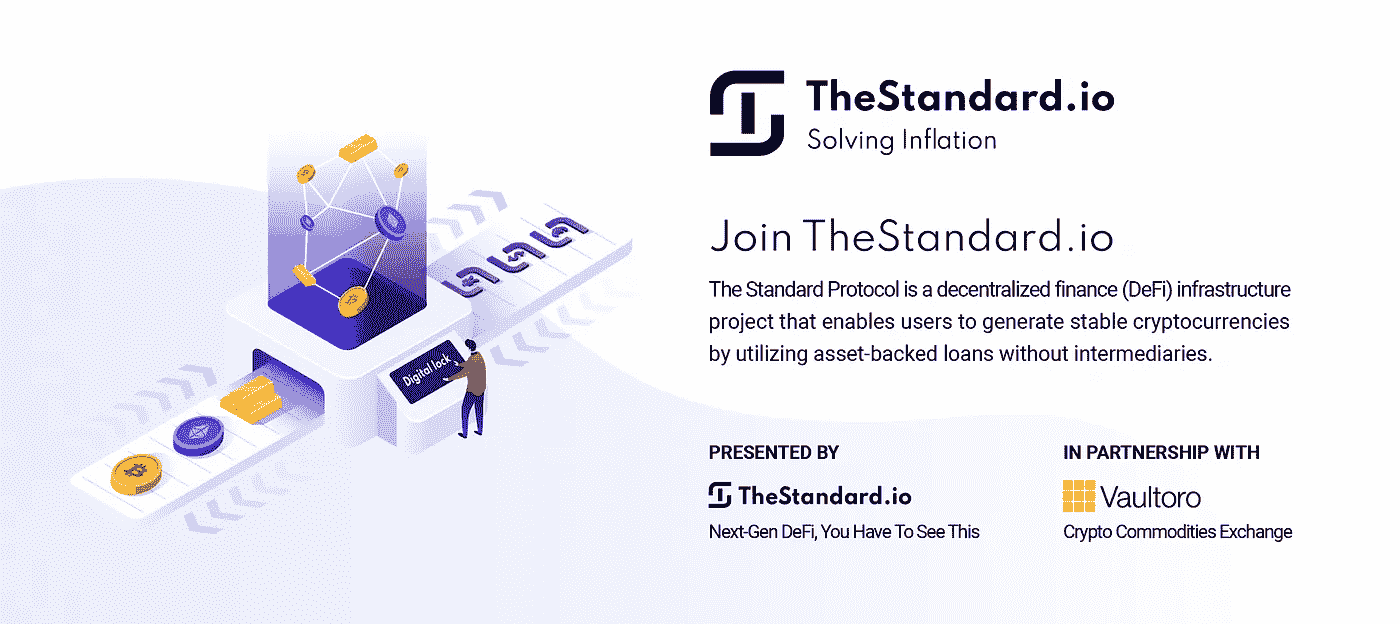 TheStandard.io
Solving Inflation
Join TheStandard.io
The Standard Protocol is a decentralized finance (DeFi) infrastructure
project that enables users to generate stable cryptocurrencies
by utilizing asset-backed loans without intermediaries.
Digital lock
PRESENTED BY
TheStandard.io
Next-Gen DeFi, You Have To See This
IN PARTNERSHIP WITH
Vaultoro
Crypto Commodities Exchange